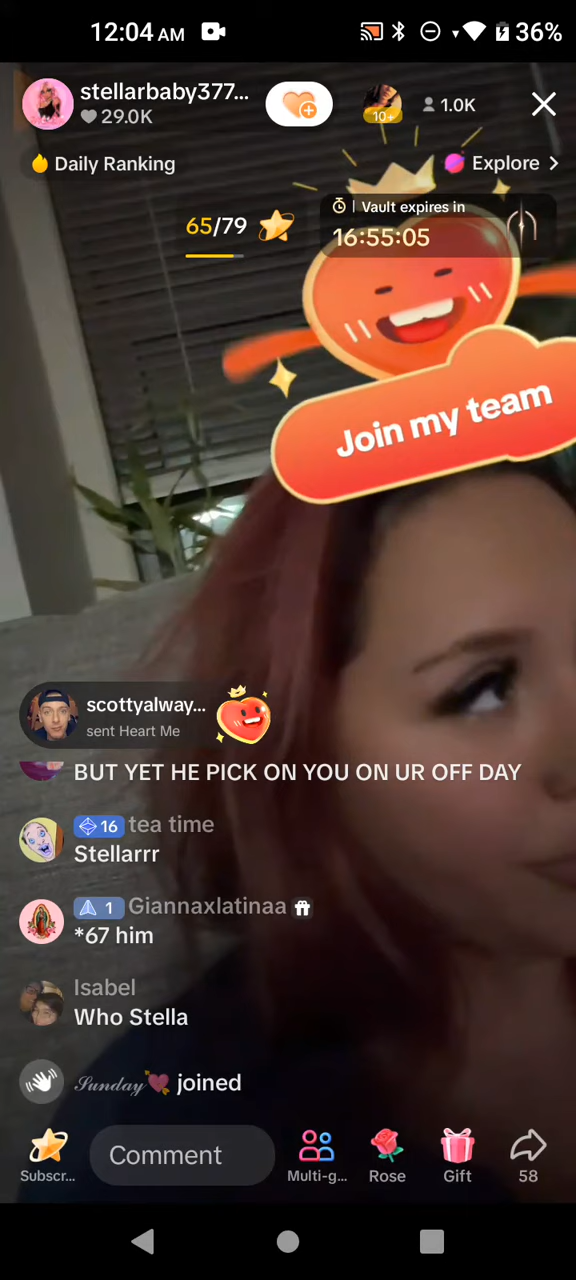 12:04 AM
36%
stellarbaby377...
29.0K
10+
1.0K
Daily Ranking
Explore >
65/79
Vault expires in
16:55:05
Join my team
scottyalway...
sent Heart Me
BUT YET HE PICK ON YOU ON UR OFF DAY
16 tea time
Stellarrr
1 Giannaxlatinaa
*67 him
Isabel
Who Stella
𝒮𝓊𝓃𝒹𝒶𝓎💘 joined
Comment
Subscr...
Multi-g...
Rose
Gift
58